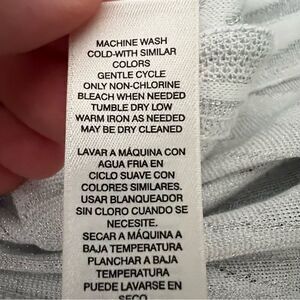 MACHINE WASH
COLD-WITH SIMILAR
COLORS
GENTLE CYCLE
ONLY NON-CHLORINE
BLEACH WHEN NEEDED
TUMBLE DRY LOW
WARM IRON AS NEEDED
MAY BE DRY CLEANED
LAVAR A MÁQUINA CON
AGUA FRIA EN
CICLO SUAVE CON
COLORES SIMILARES.
USAR BLANQUEADOR
SIN CLORO CUANDO SE
NECESITE.
SECAR A MÁQUINA A
BAJA TEMPERATURA
PLANCHAR A BAJA
TEMPERATURA
PUEDE LAVARSE EN
SECO